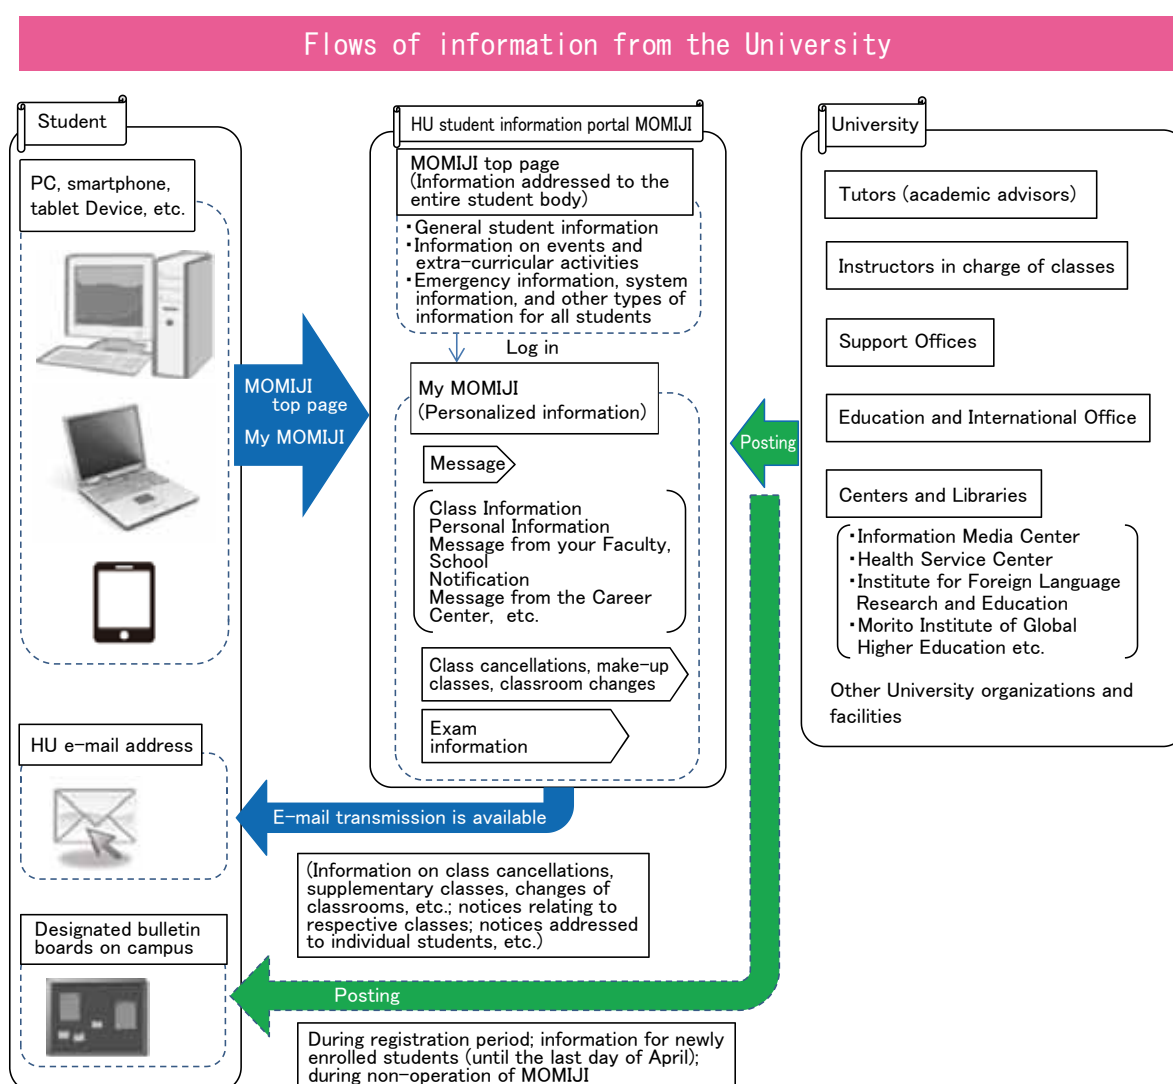 Flows of information from the University
Student
PC, smartphone,
tablet Device, etc.
HU e-mail address
Designated bulletin
boards on campus
MOMIJI
top page
My MOMIJI
HU student information portal MOMIJI
MOMIJI top page
(Information addressed to the
entire student body)
・General student information
・Information on events and
extra-curricular activities
・Emergency information, system
information, and other types of
information for all students
Log in
My MOMIJI
(Personalized information)
Message
Class Information
Personal Information
Message from your Faculty,
School
Notification
Message from the Career
Center, etc.
Class cancellations, make-up
classes, classroom changes
Exam
information
E-mail transmission is available
(Information on class cancellations,
supplementary classes, changes of
classrooms, etc.; notices relating to
respective classes; notices addressed
to individual students, etc.)
Posting
During registration period; information for newly
enrolled students (until the last day of April);
during non-operation of MOMIJI
Posting
University
Tutors (academic advisors)
Instructors in charge of classes
Support Offices
Education and International Office
Centers and Libraries
・Information Media Center
・Health Service Center
・Institute for Foreign Language
Research and Education
・Morito Institute of Global
Higher Education etc.
Other University organizations and
facilities